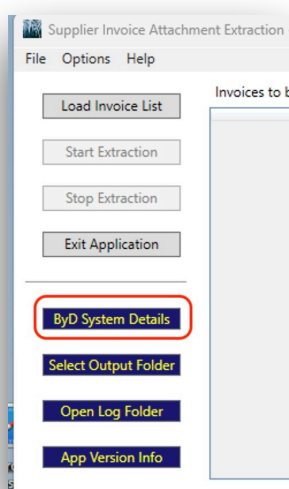 Supplier Invoice Attachment Extraction
File Options Help
Invoices to b
Load Invoice List
Start Extraction
Stop Extraction
Exit Application
ByD System Details
Select Output Folder
Open Log Folder
App Version Info